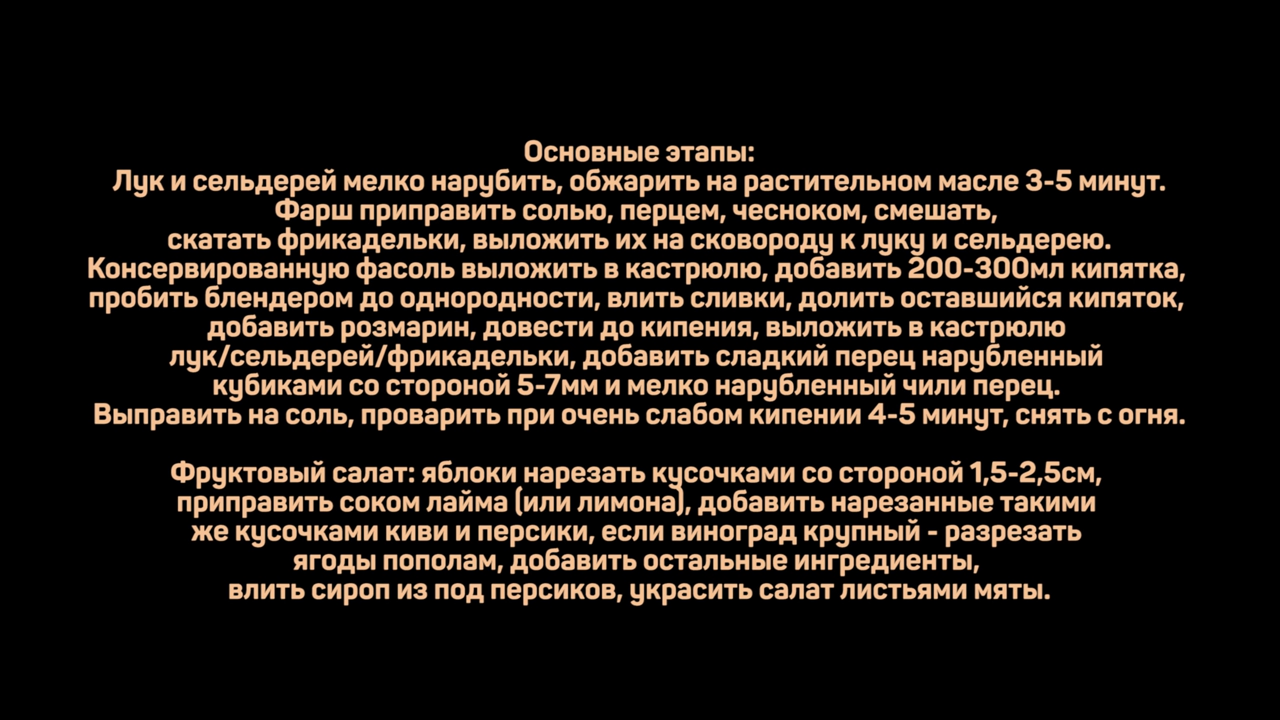 Основные этапы:
Лук и сельдерей мелко нарубить, обжарить на растительном масле 3-5 минут.
Фарш приправить солью, перцем, чесноком, смешать,
скатать фрикадельки, выложить их на сковороду к луку и сельдерею.
Консервированную фасоль выложить в кастрюлю, добавить 200-300мл кипятка,
пробить блендером до однородности, влить сливки, долить оставшийся кипяток,
добавить розмарин, довести до кипения, выложить в кастрюлю
лук/сельдерей/фрикадельки, добавить сладкий перец нарубленный
кубиками со стороной 5-7мм и мелко нарубленный чили перец.
Выправить на соль, проварить при очень слабом кипении 4-5 минут, снять с огня.
Фруктовый салат: яблоки нарезать кусочками со стороной 1,5-2,5см,
приправить соком лайма (или лимона), добавить нарезанные такими
же кусочками киви и персики, если виноград крупный - разрезать
ягоды пополам, добавить остальные ингредиенты,
влить сироп из под персиков, украсить салат листьями мяты.